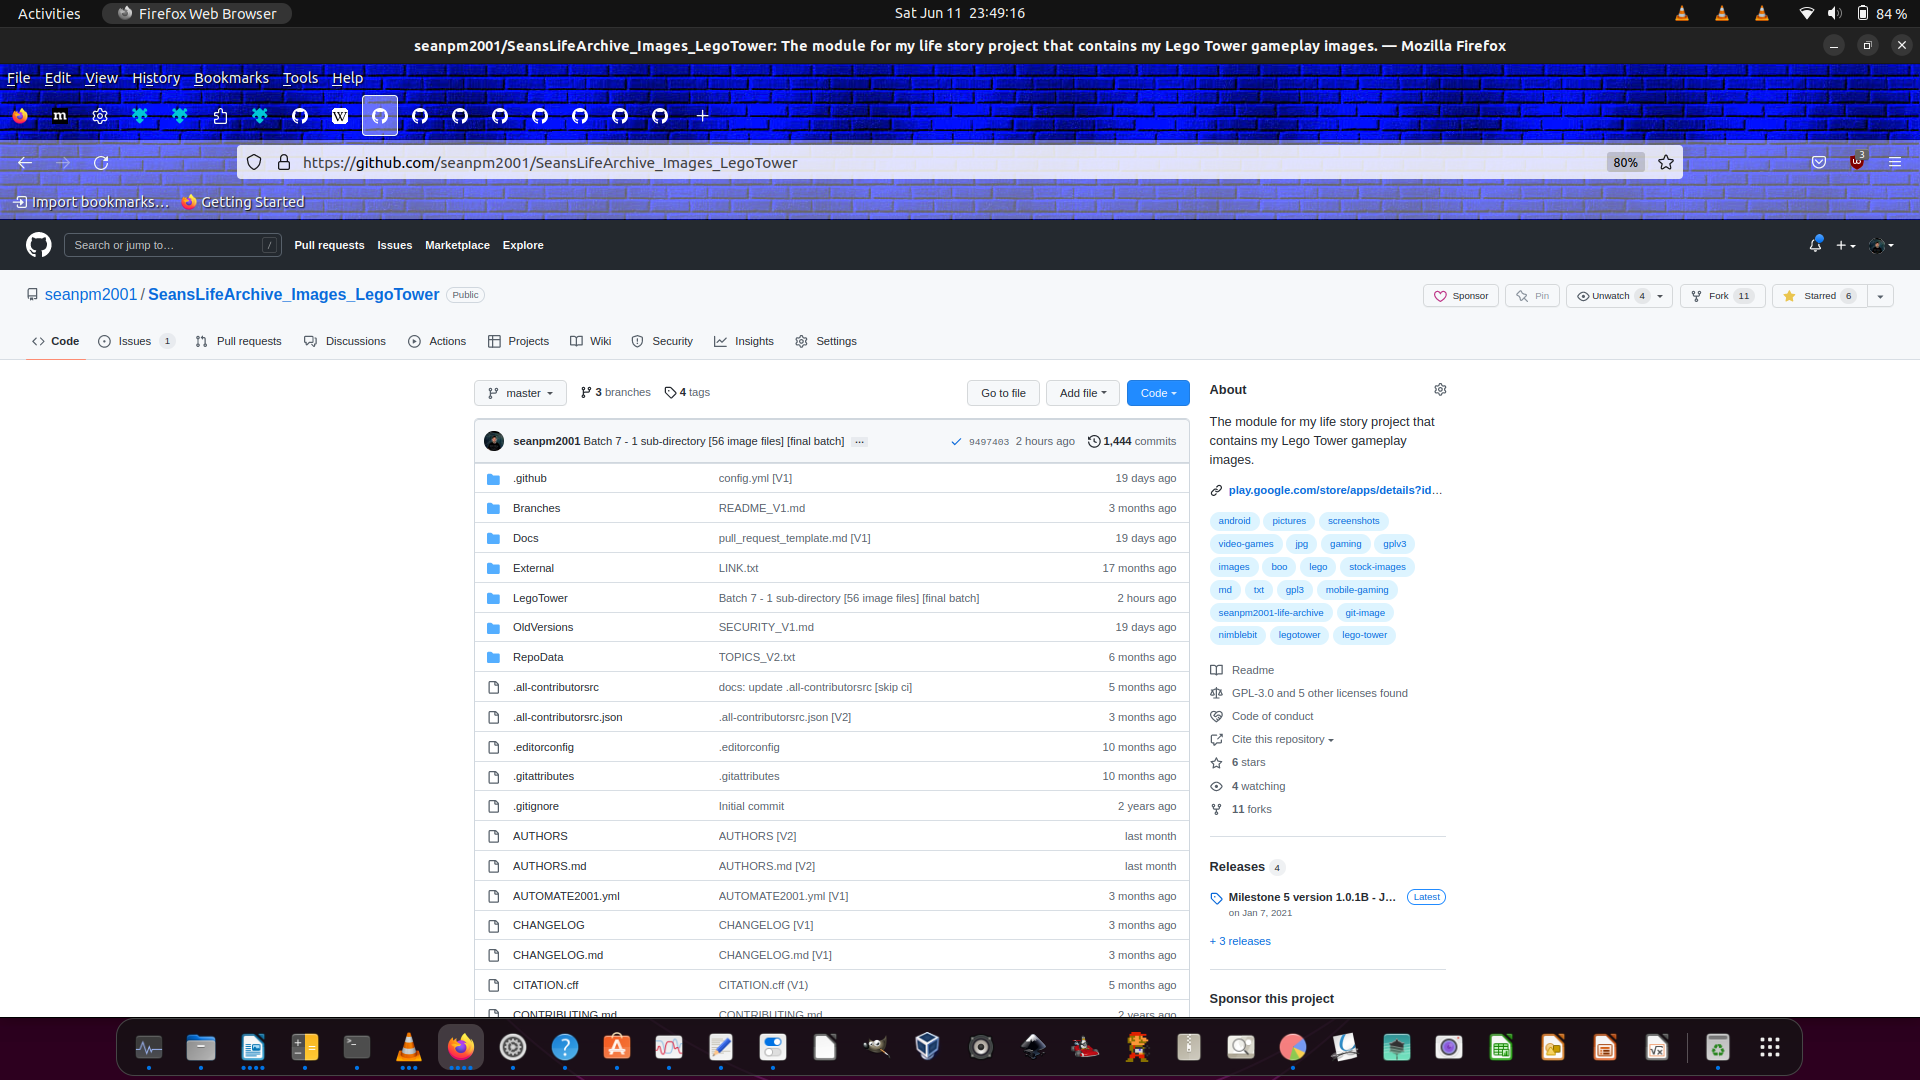 Activities
Firefox Web Browser
Sat Jun 11 23:49:16
84 %
seanpm2001/SeansLifeArchive_Images_LegoTower: The module for my life story project that contains my Lego Tower gameplay images. — Mozilla Firefox
File Edit View History Bookmarks Tools Help
https://github.com/seanpm2001/SeansLifeArchive_Images_LegoTower
80%
3
Import bookmarks…
Getting Started
Search or jump to…
/
Pull requests
Issues
Marketplace
Explore
seanpm2001 / SeansLifeArchive_Images_LegoTower
Public
Sponsor
Pin
Unwatch 4
Fork 11
Starred 6
Code
Issues 1
Pull requests
Discussions
Actions
Projects
Wiki
Security
Insights
Settings
master
3 branches
4 tags
Go to file
Add file
Code
seanpm2001 Batch 7 - 1 sub-directory [56 image files] [final batch] ...
9497403 2 hours ago
1,444 commits
.github config.yml [V1] 19 days ago
Branches README_V1.md 3 months ago
Docs pull_request_template.md [V1] 19 days ago
External LINK.txt 17 months ago
LegoTower Batch 7 - 1 sub-directory [56 image files] [final batch] 2 hours ago
OldVersions SECURITY_V1.md 19 days ago
RepoData TOPICS_V2.txt 6 months ago
.all-contributorsrc docs: update .all-contributorsrc [skip ci] 5 months ago
.all-contributorsrc.json .all-contributorsrc.json [V2] 3 months ago
.editorconfig .editorconfig 10 months ago
.gitattributes .gitattributes 10 months ago
.gitignore Initial commit 2 years ago
AUTHORS AUTHORS [V2] last month
AUTHORS.md AUTHORS.md [V2] last month
AUTOMATE2001.yml AUTOMATE2001.yml [V1] 3 months ago
CHANGELOG CHANGELOG [V1] 3 months ago
CHANGELOG.md CHANGELOG.md [V1] 3 months ago
CITATION.cff CITATION.cff (V1) 5 months ago
CONTRIBUTING.md CONTRIBUTING.md 2 years ago
About
The module for my life story project that
contains my Lego Tower gameplay
images.
play.google.com/store/apps/details?id…
android pictures screenshots
video-games jpg gaming gplv3
images boo lego stock-images
md txt gpl3 mobile-gaming
seanpm2001-life-archive git-image
nimblebit legotower lego-tower
Readme
GPL-3.0 and 5 other licenses found
Code of conduct
Cite this repository
6 stars
4 watching
11 forks
Releases 4
Milestone 5 version 1.0.1B - J…
Latest
on Jan 7, 2021
+ 3 releases
Sponsor this project